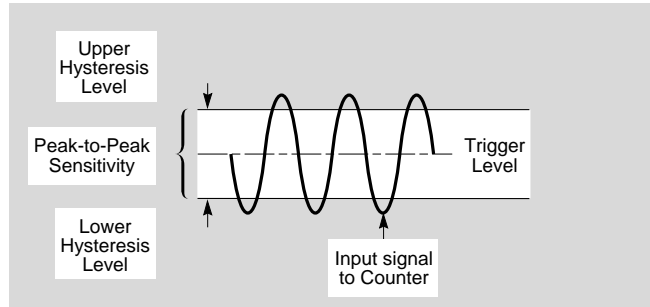 Upper
Hysteresis
Level
Peak-to-Peak
Sensitivity
Trigger
Level
Lower
Hysteresis
Level
Input signal
to Counter